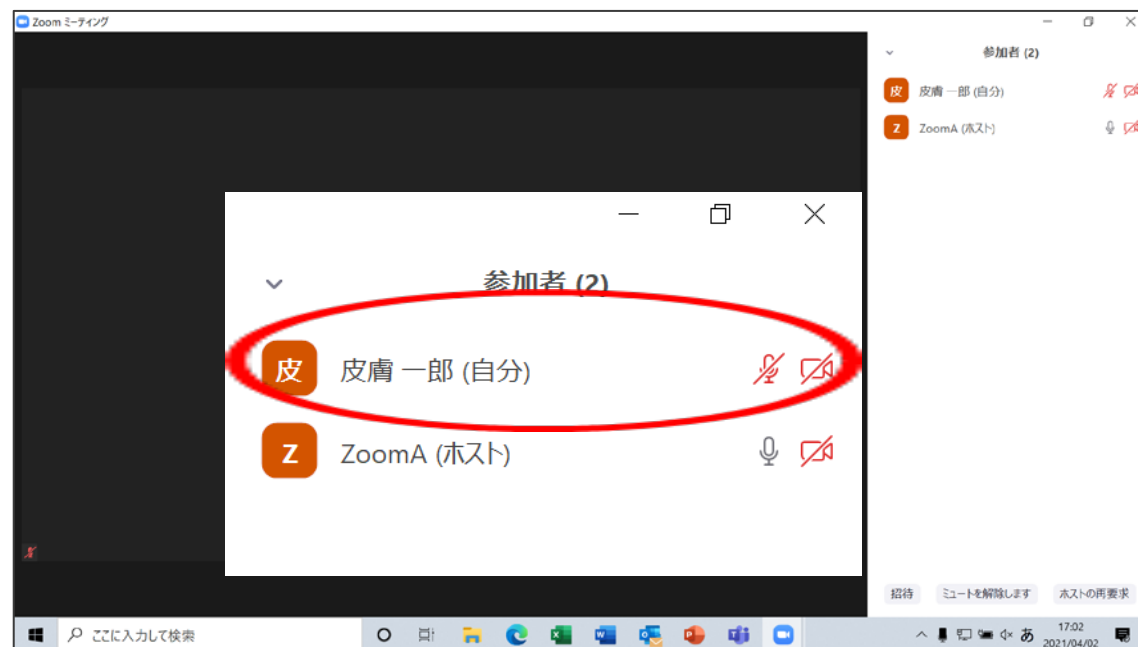 Zoom ミーティング
参加者 (2)
皮 皮膚 一郎 (自分)
Z ZoomA (ホスト)
参加者 (2)
皮 皮膚 一郎 (自分)
Z ZoomA (ホスト)
招待 ミュートを解除します ホストの再要求
ここに入力して検索
あ
17:02
2021/04/02